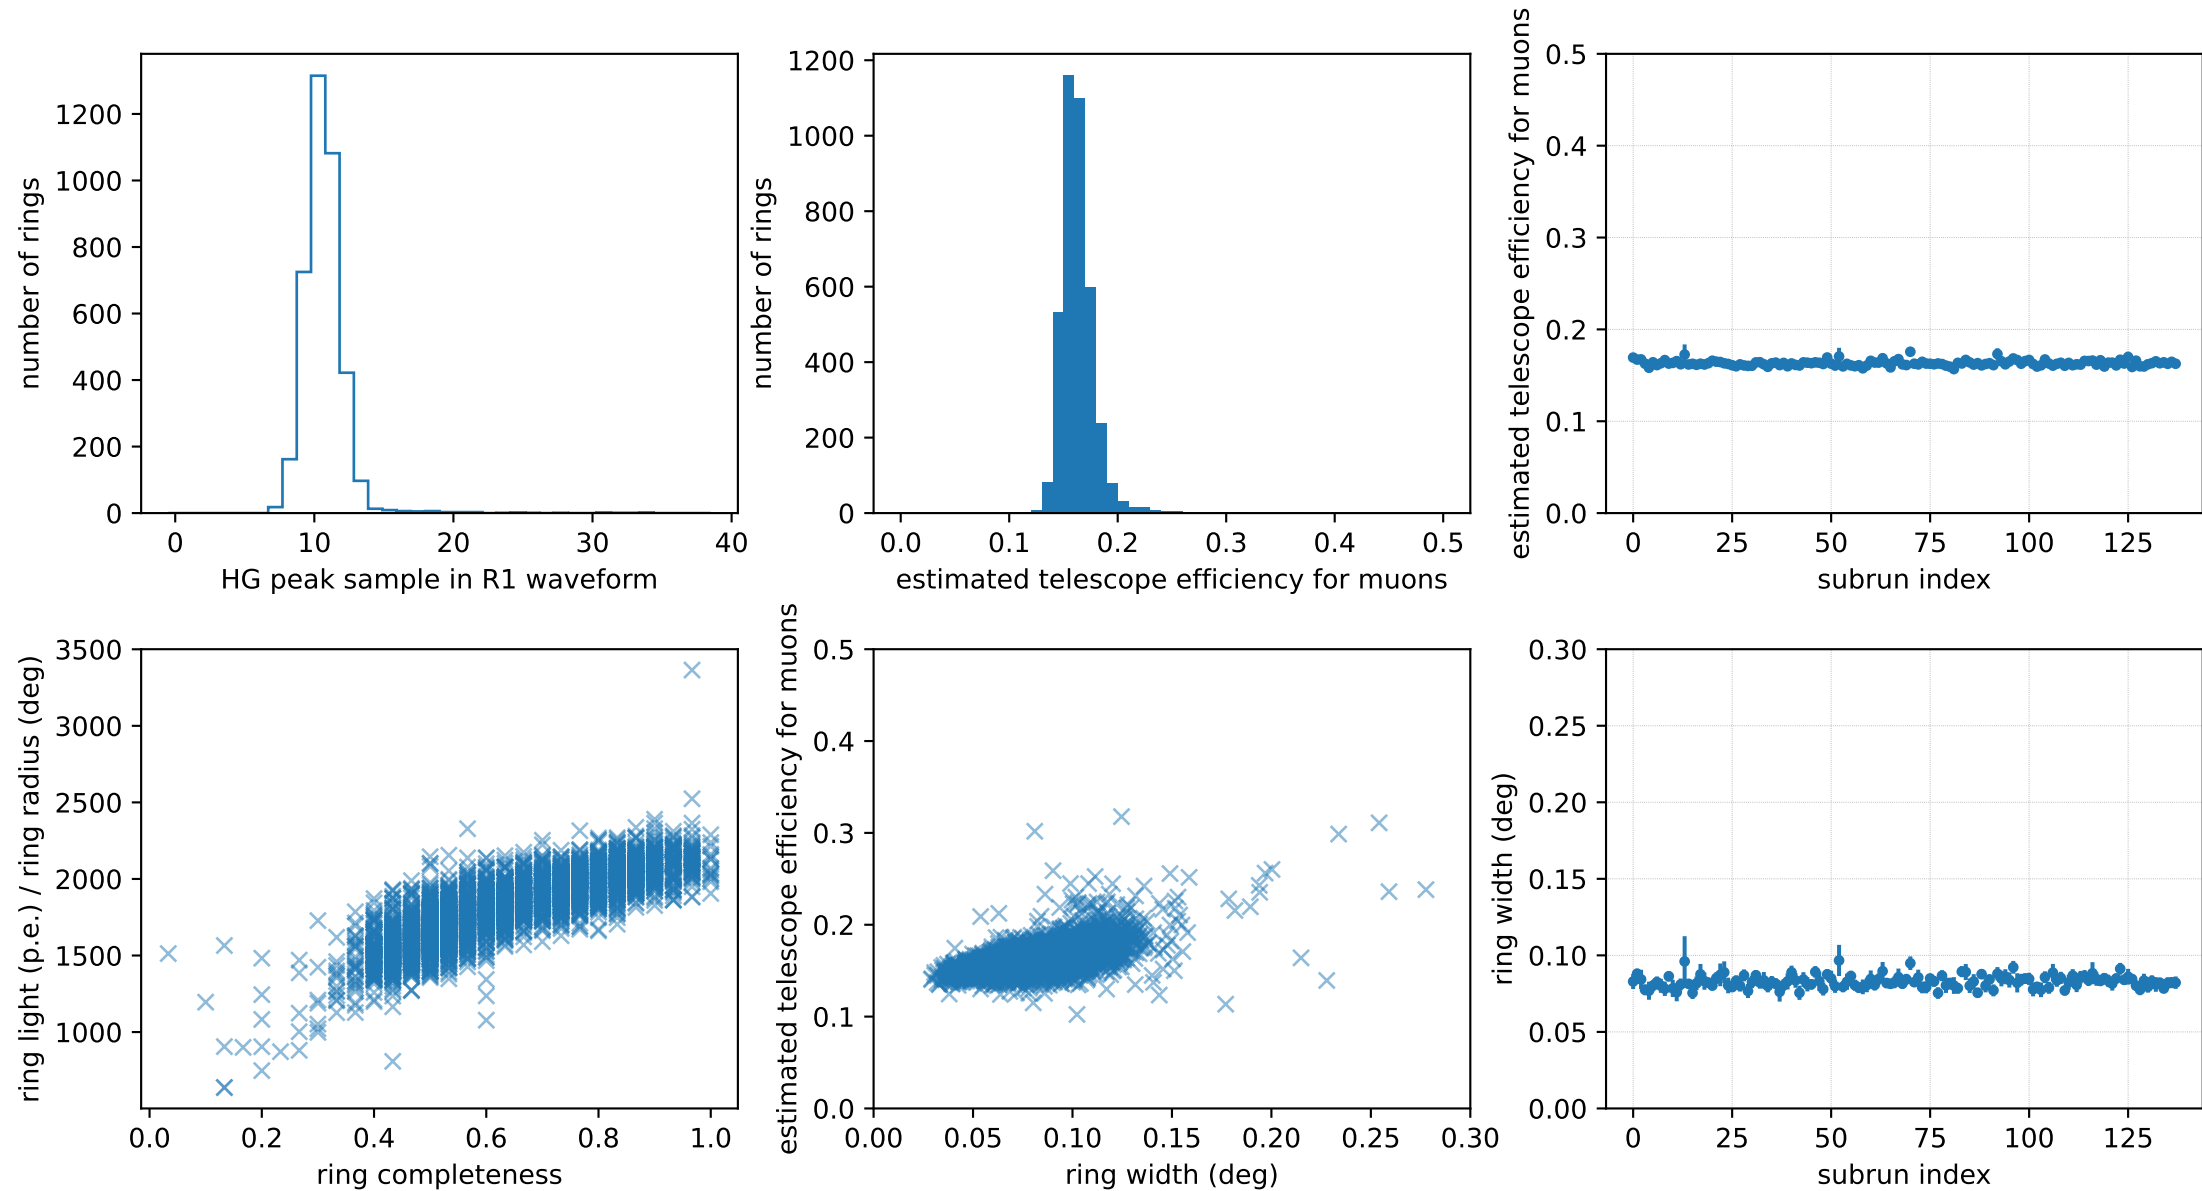 number of rings
1200
1000
800
600
400
200
0
0 10 20 30 40
HG peak sample in R1 waveform
number of rings
1200
1000
800
600
400
200
0
0.0 0.1 0.2 0.3 0.4 0.5
estimated telescope efficiency for muons
estimated telescope efficiency for muons
0.5
0.4
0.3
0.2
0.1
0.0
0 25 50 75 100 125
subrun index
ring light (p.e.) / ring radius (deg)
3500
3000
2500
2000
1500
1000
0.0 0.2 0.4 0.6 0.8 1.0
ring completeness
estimated telescope efficiency for muons
0.5
0.4
0.3
0.2
0.1
0.0
0.00 0.05 0.10 0.15 0.20 0.25 0.30
ring width (deg)
ring width (deg)
0.30
0.25
0.20
0.15
0.10
0.05
0.00
0 25 50 75 100 125
subrun index